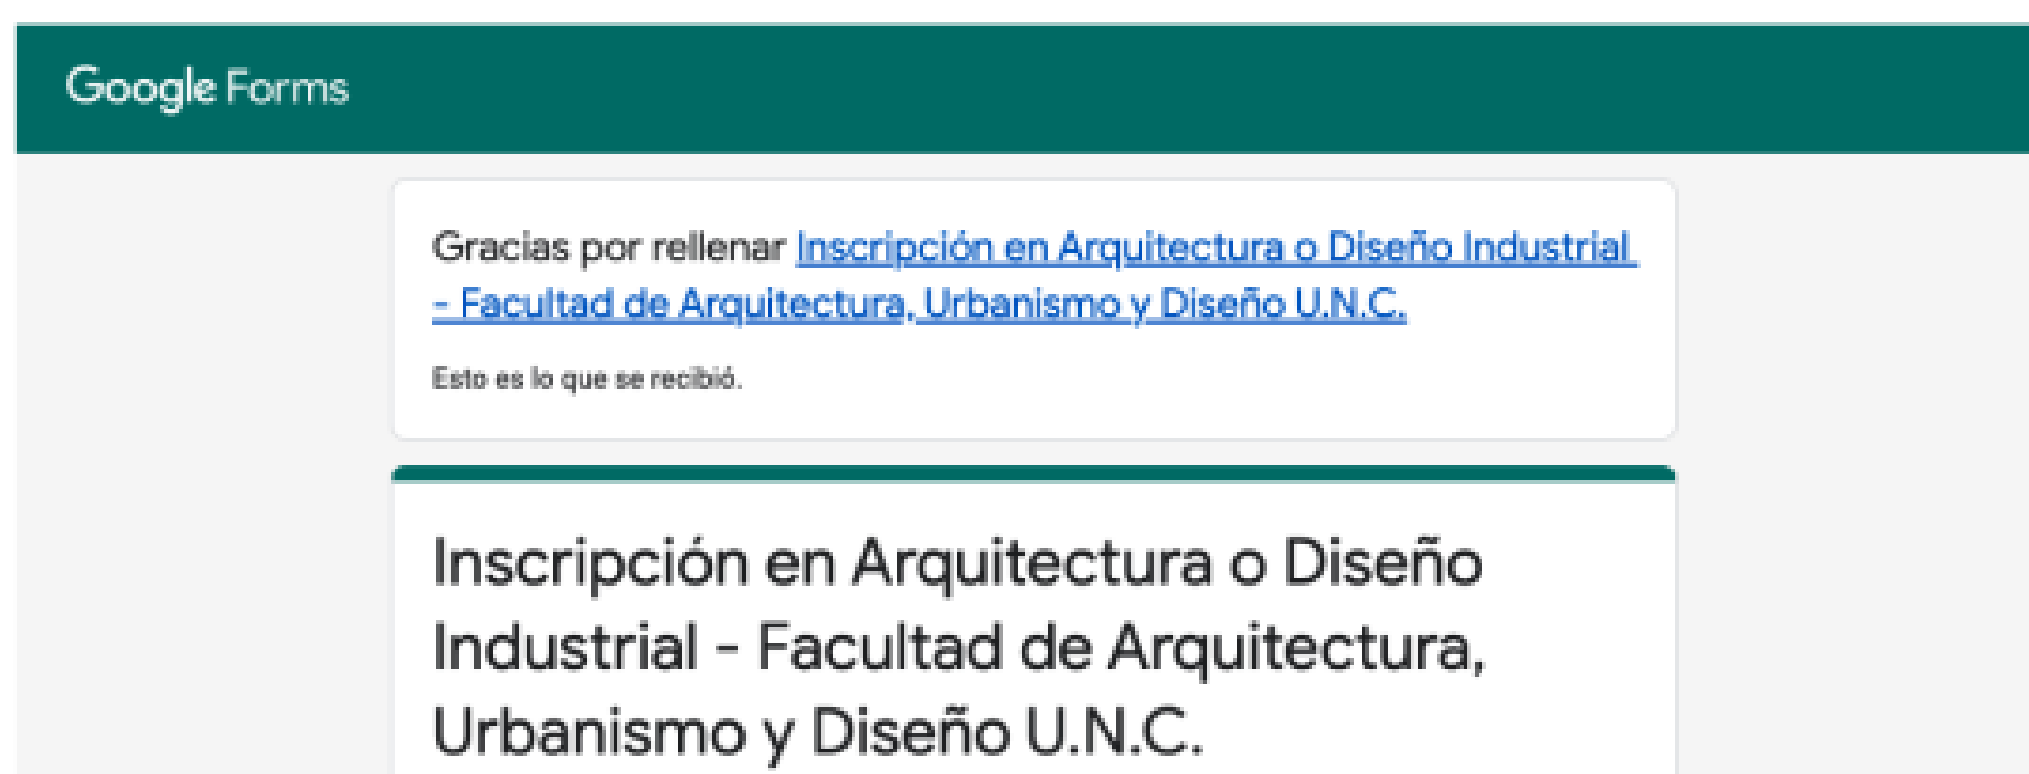 Google Forms
Gracias por rellenar Inscripción en Arquitectura o Diseño Industrial
- Facultad de Arquitectura, Urbanismo y Diseño U.N.C.
Esto es lo que se recibió.
Inscripción en Arquitectura o Diseño
Industrial - Facultad de Arquitectura,
Urbanismo y Diseño U.N.C.